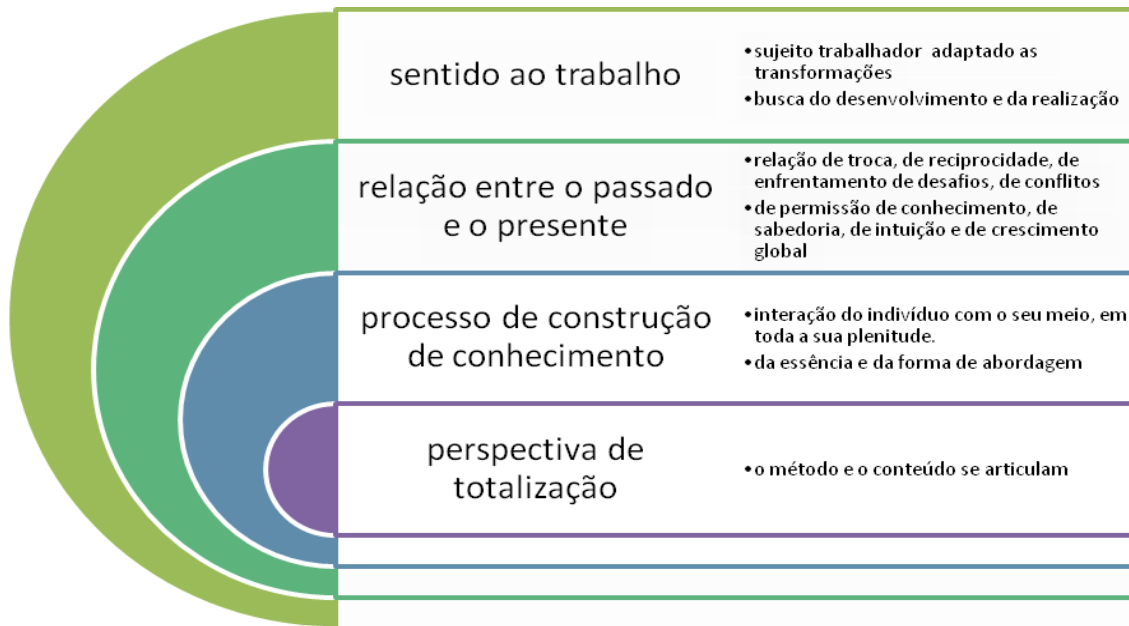 sentido ao trabalho
•sujeito trabalhador adaptado as
transformações
•busca do desenvolvimento e da realização
relação entre o passado
e o presente
•relação de troca, de reciprocidade, de
enfrentamento de desafios, de conflitos
•de permissão de conhecimento, de
sabedoria, de intuição e de crescimento
global
processo de construção
de conhecimento
•interação do indivíduo com o seu meio, em
toda a sua plenitude.
•da essência e da forma de abordagem
perspectiva de
totalização
•o método e o conteúdo se articulam